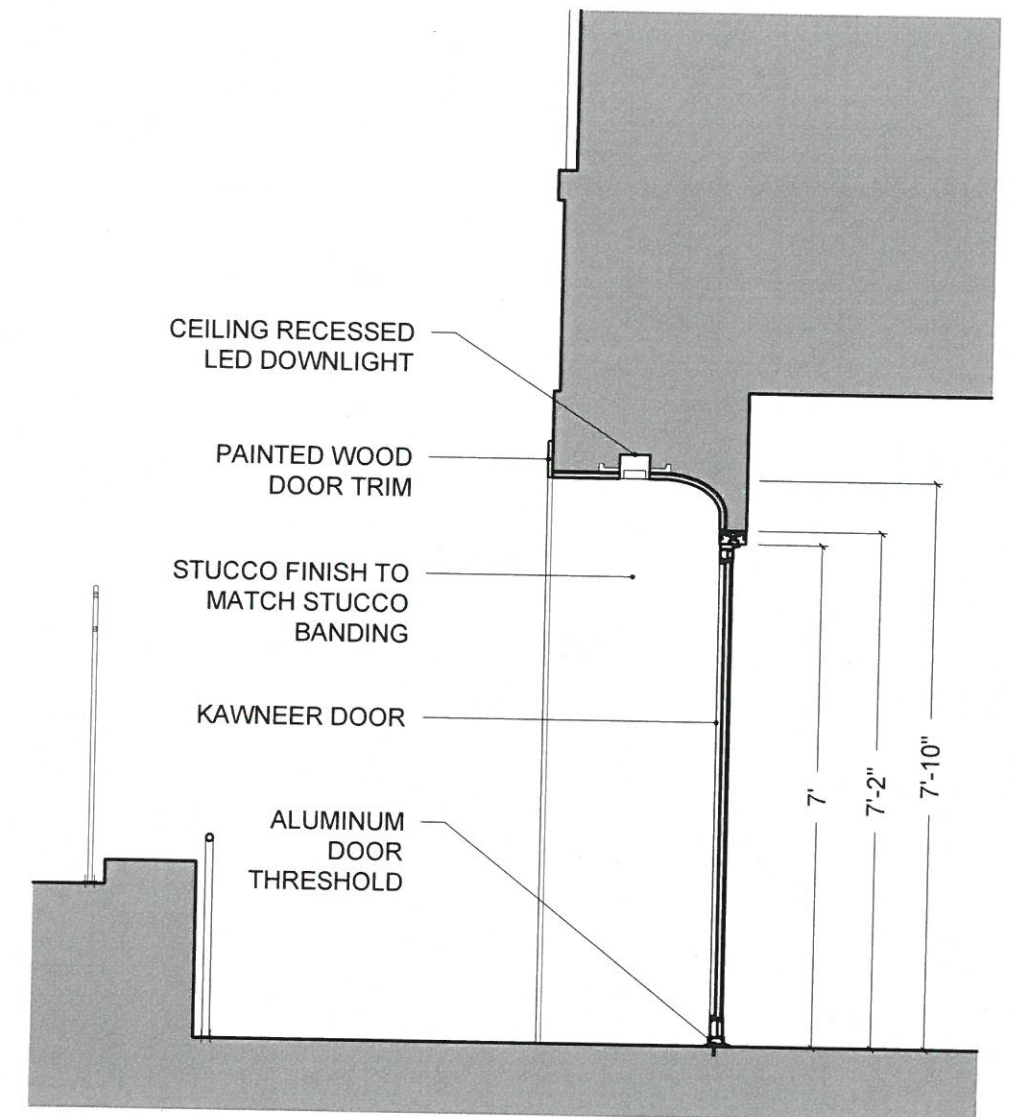 CEILING RECESSED
LED DOWNLIGHT
PAINTED WOOD
DOOR TRIM
STUCCO FINISH TO
MATCH STUCCO
BANDING
KAWNEER DOOR
ALUMINUM
DOOR
THRESHOLD
7'
7'-2"
7'-10"